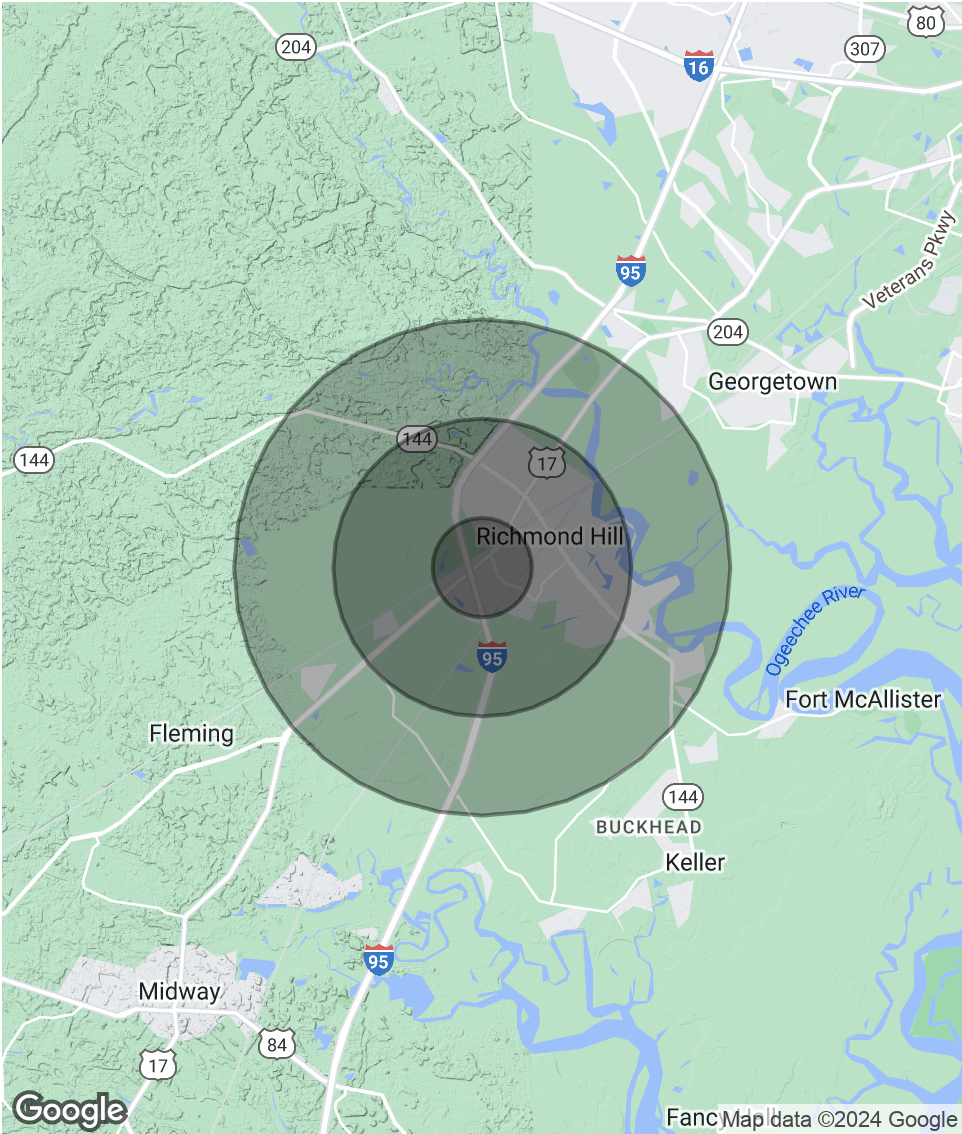 80
204
307
16
Veterans Pkwy
95
204
Georgetown
144
144
17
Richmond Hill
Ogeechee River
95
Fort McAllister
Fleming
144
BUCKHEAD
Keller
95
Midway
84
17
Google
Fancy
Map data ©2024 Google